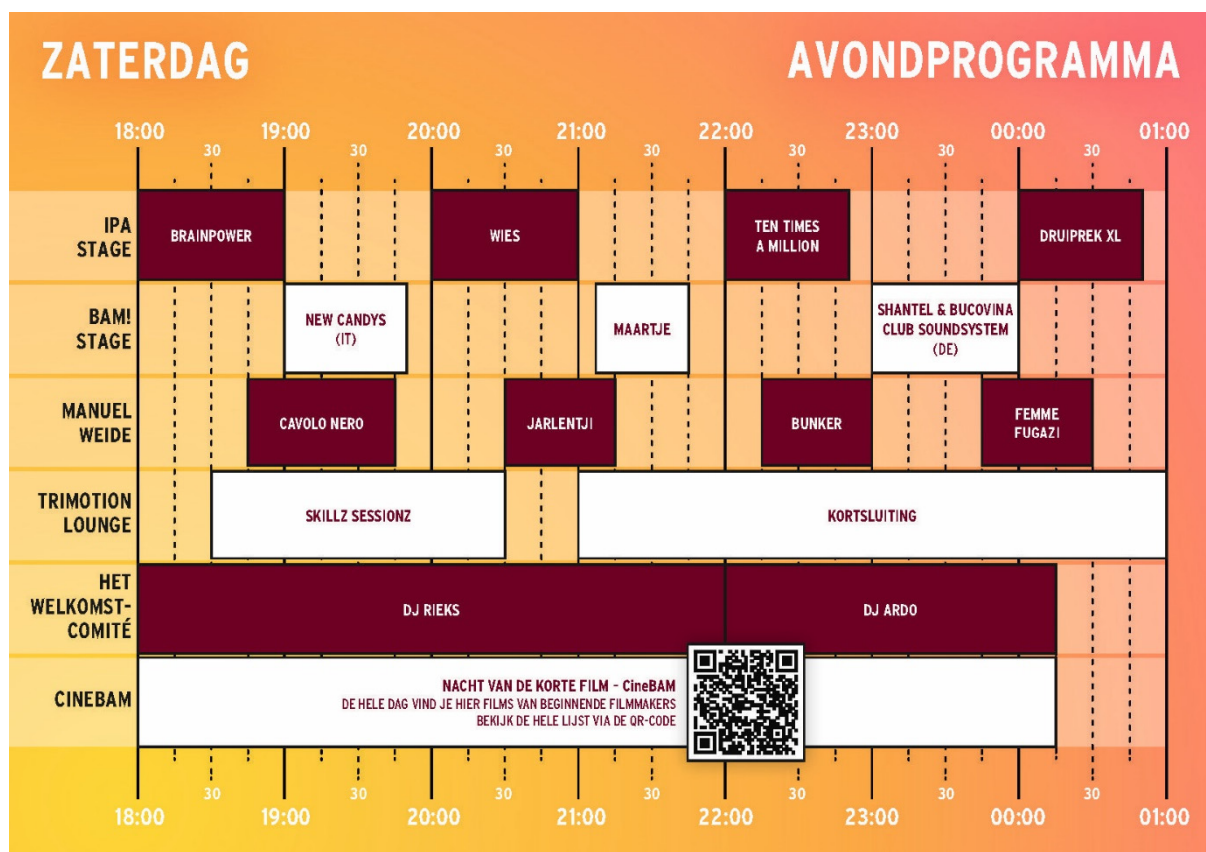 ZATERDAG
AVONDPROGRAMMA
18:00 19:00 20:00 21:00 22:00 23:00 00:00 01:00
30 30 30 30 30 30 30
IPA
STAGE
BRAINPOWER
WIES
TEN TIMES
A MILLION
DRUIPREK XL
BAM!
STAGE
NEW CANDYS
(IT)
MAARTJE
SHANTEL & BUCOVINA
CLUB SOUNDSYSTEM
(DE)
MANUEL
WEIDE
CAVOLO NERO
JARLENTJI
BUNKER
FEMME
FUGAZI
TRIMOTION
LOUNGE
SKILLZ SESSIONZ
KORTSLUITING
HET
WELKOMST-
COMITÉ
DJ RIEKS
DJ ARDO
CINEBAM
NACHT VAN DE KORTE FILM - CineBAM
DE HELE DAG VIND JE HIER FILMS VAN BEGINNENDE FILMMAKERS
BEKIJK DE HELE LIJST VIA DE QR-CODE
30 30 30 30 30 30 30
18:00 19:00 20:00 21:00 22:00 23:00 00:00 01:00